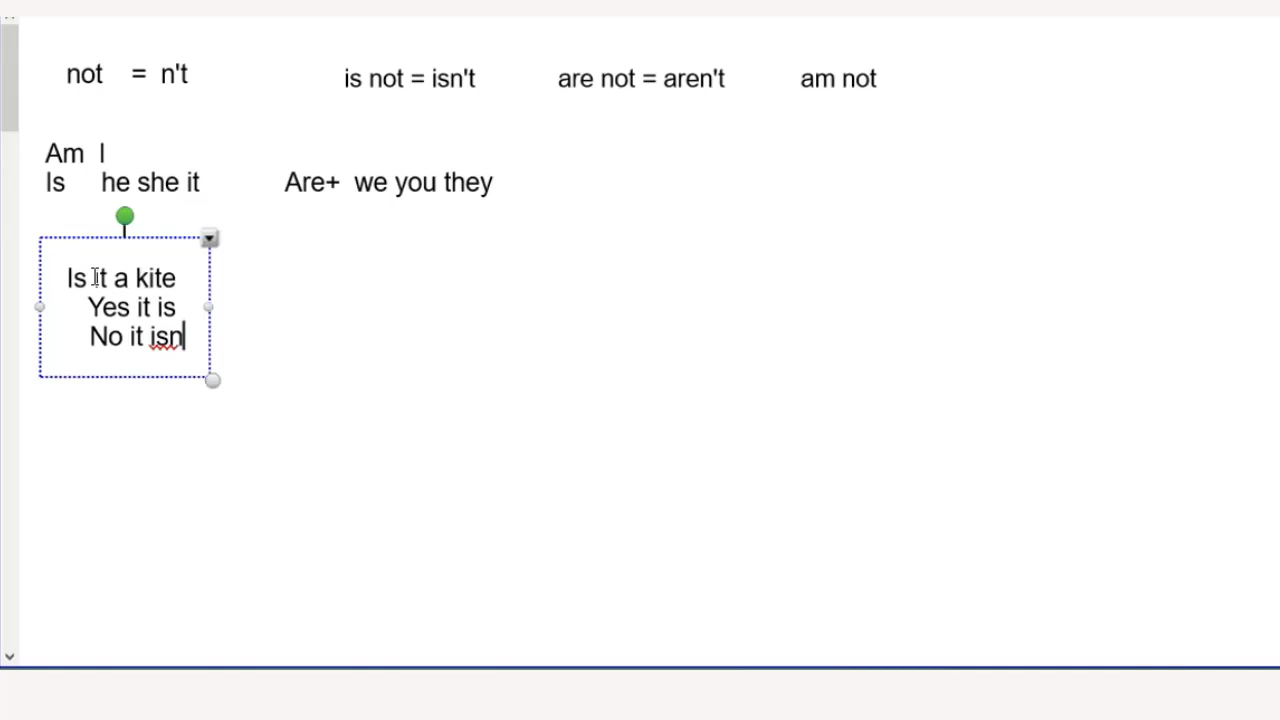 not = n't
is not = isn't
are not = aren't
am not
Am I
Is he she it
Are+ we you they
Is it a kite
Yes it is
No it isn